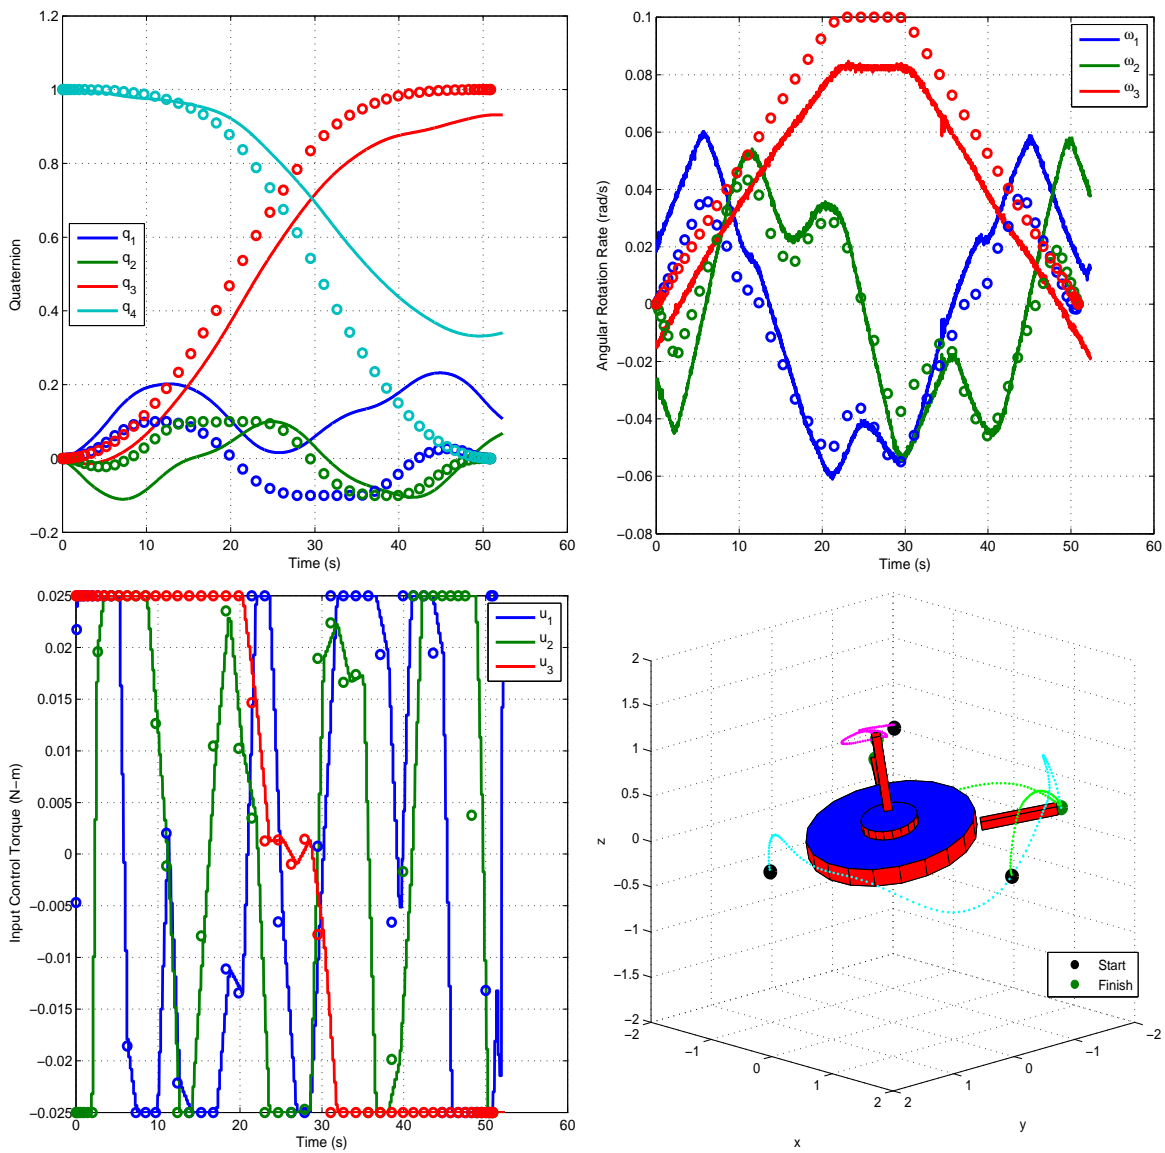 1.2
1
0.8
0.6
0.4
0.2
0
−0.2
Quaternion
q1
q2
q3
q4
0 10 20 30 40 50 60
Time (s)
0.1
0.08
0.06
0.04
0.02
0
−0.02
−0.04
−0.06
−0.08
Angular Rotation Rate (rad/s)
ω1
ω2
ω3
0 10 20 30 40 50 60
Time (s)
0.025
0.02
0.015
0.01
0.005
0
−0.005
−0.01
−0.015
−0.02
−0.025
Input Control Torque (N−m)
u1
u2
u3
0 10 20 30 40 50 60
Time (s)
2
1.5
1
0.5
0
−0.5
−1
−1.5
−2
z
Start
Finish
−2 −1 0 1 2
x
2 1 0 −1 −2
y